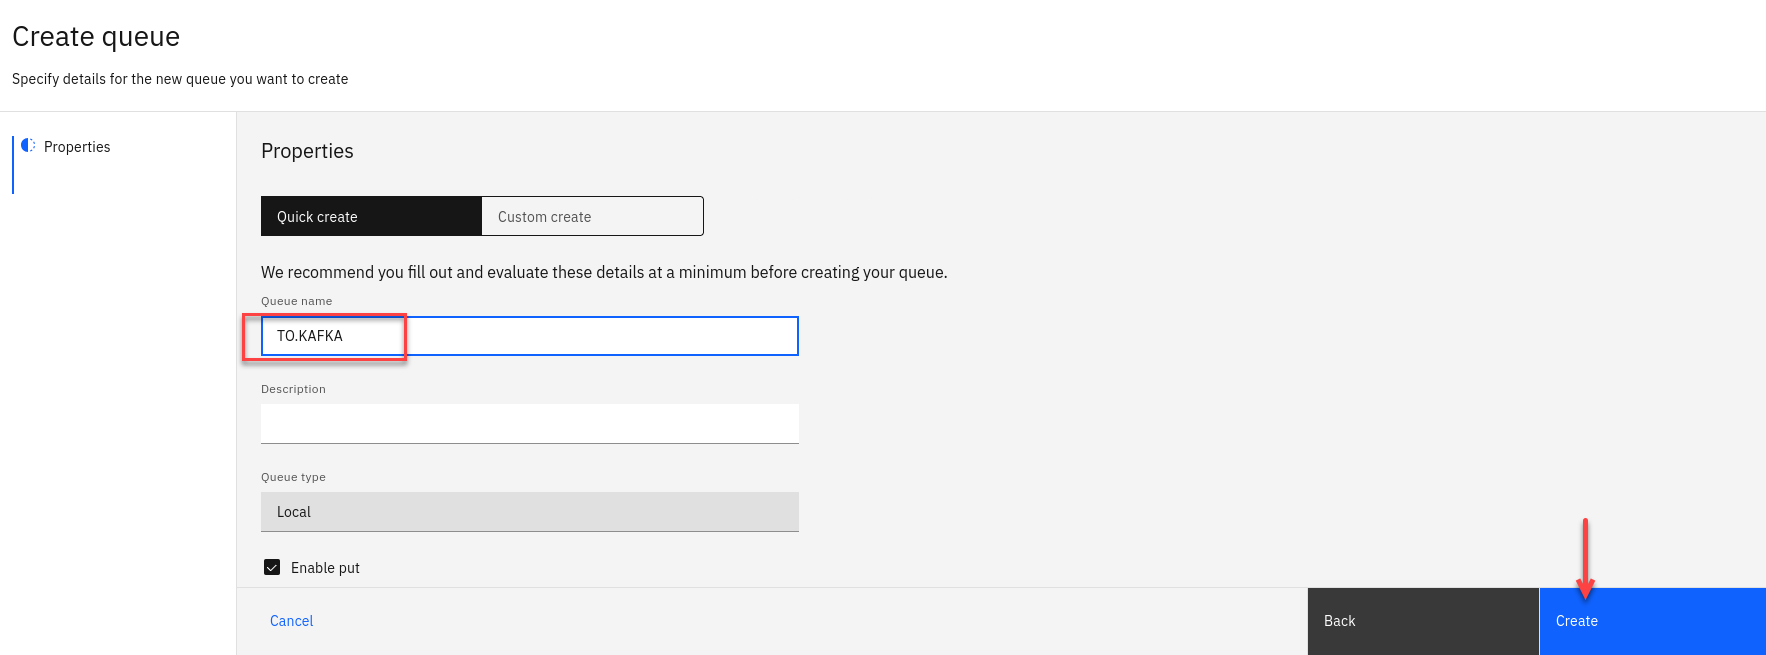 Create queue
Specify details for the new queue you want to create
Properties
Properties
Quick create
Custom create
We recommend you fill out and evaluate these details at a minimum before creating your queue.
Queue name
TO.KAFKA
Description
Queue type
Local
Enable put
Cancel
Back
Create